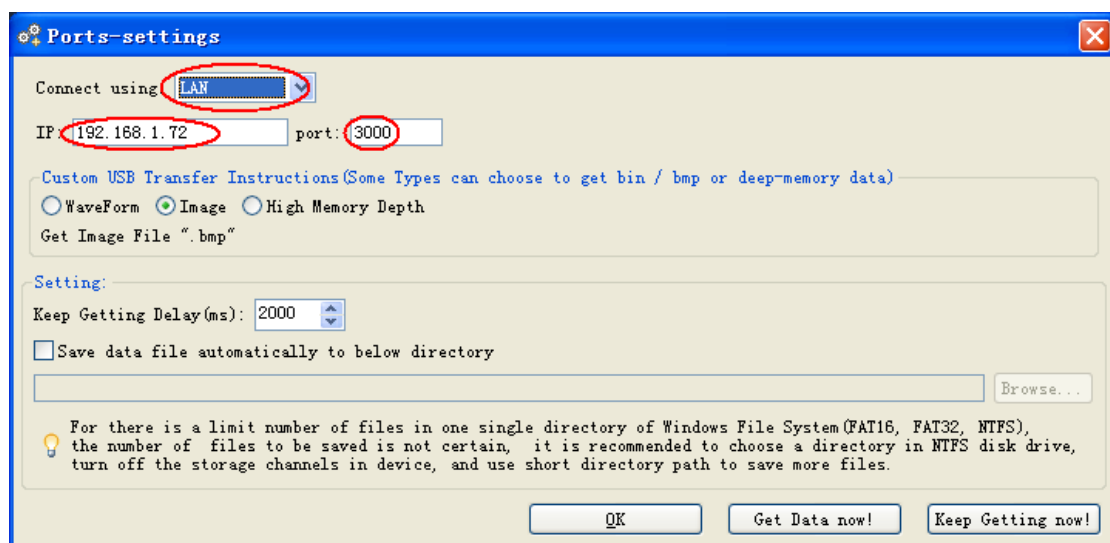 Ports-settings
Connect using LAN
IP: 192.168.1.72 port: 3000
Custom USB Transfer Instructions(Some Types can choose to get bin / bmp or deep-memory data)
WaveForm Image High Memory Depth
Get Image File ".bmp"
Setting:
Keep Getting Delay(ms): 2000
Save data file automatically to below directory
Browse...
For there is a limit number of files in one single directory of Windows File System(FAT16, FAT32, NTFS),
the number of files to be saved is not certain, it is recommended to choose a directory in NTFS disk drive,
turn off the storage channels in device, and use short directory path to save more files.
OK Get Data now! Keep Getting now!